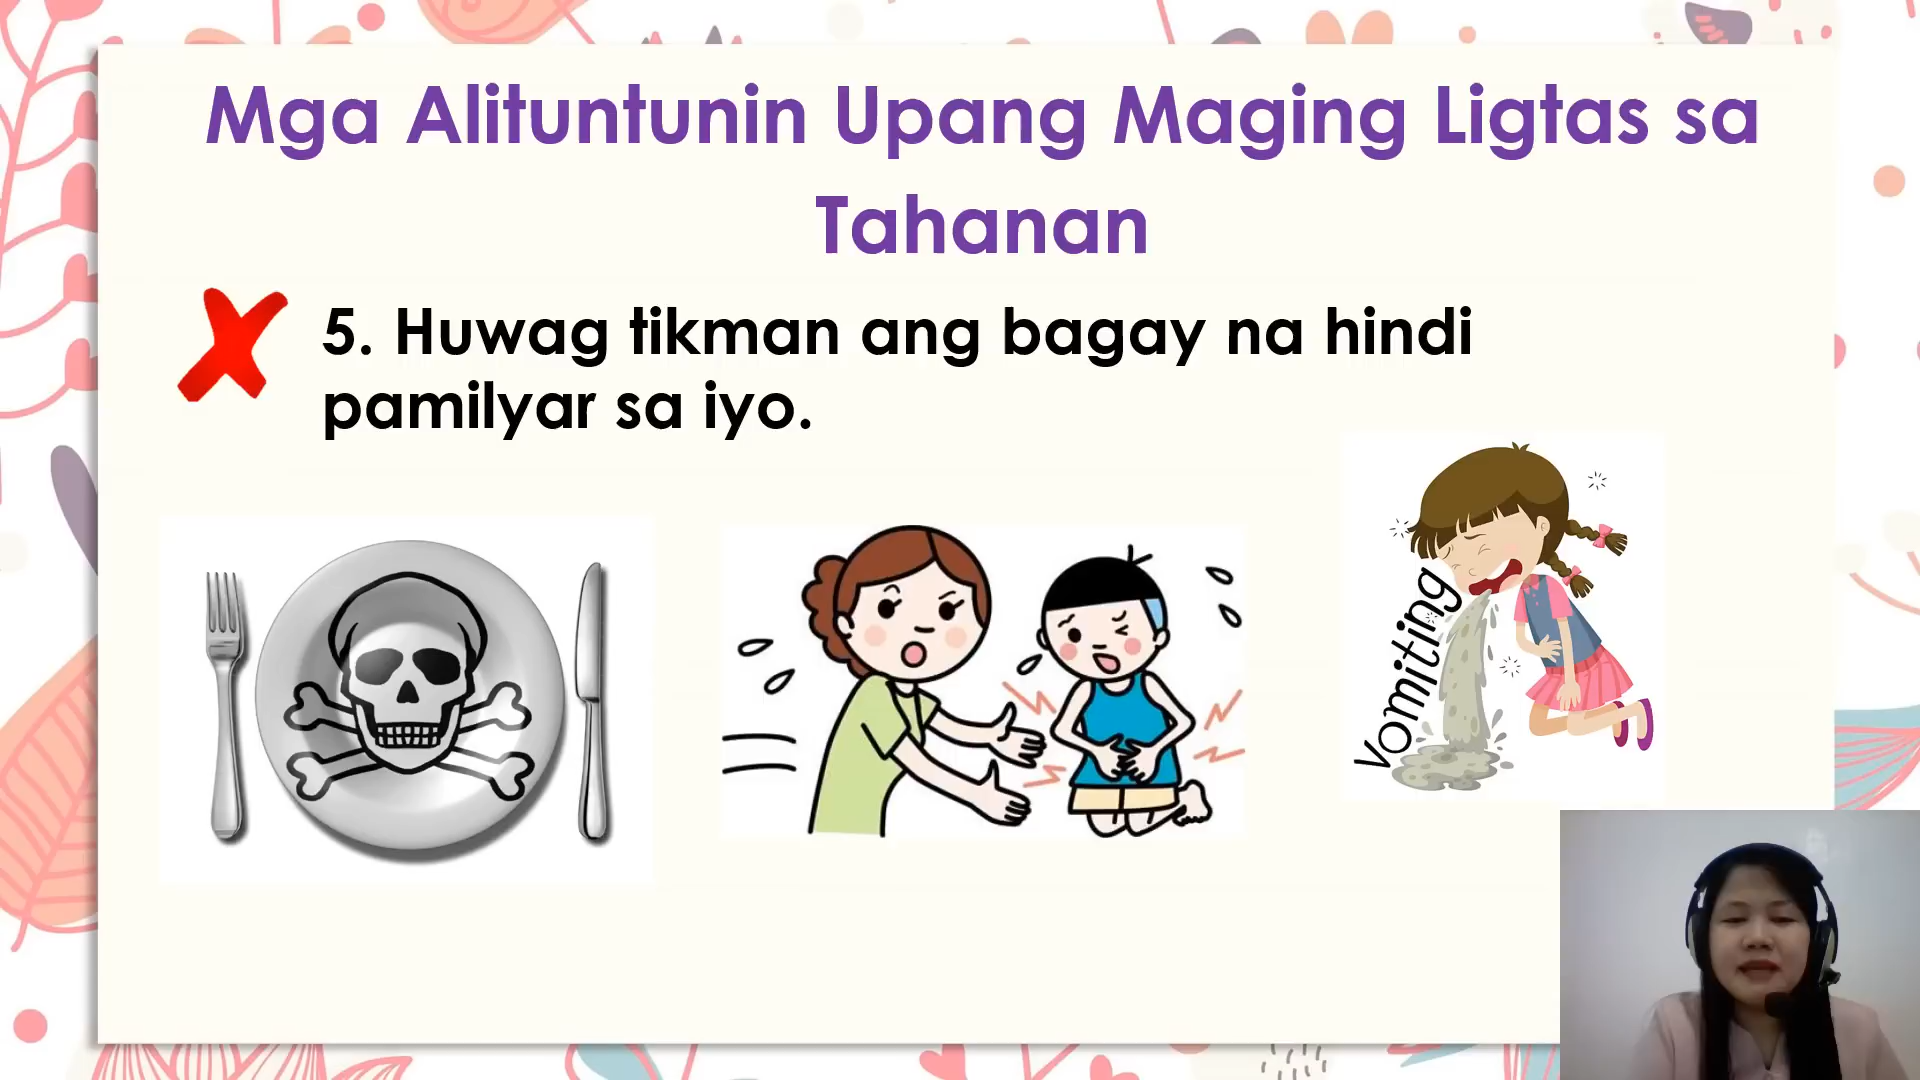 Mga Alituntunin Upang Maging Ligtas sa
Tahanan
5. Huwag tikman ang bagay na hindi
pamilyar sa iyo.
Vomiting